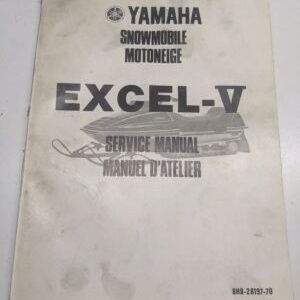 YAMAHA
SNOWMOBILE
MOTONEIGE
EXCEL-V
SERVICE MANUAL
MANUEL D'ATELIER
8H8-28197-70